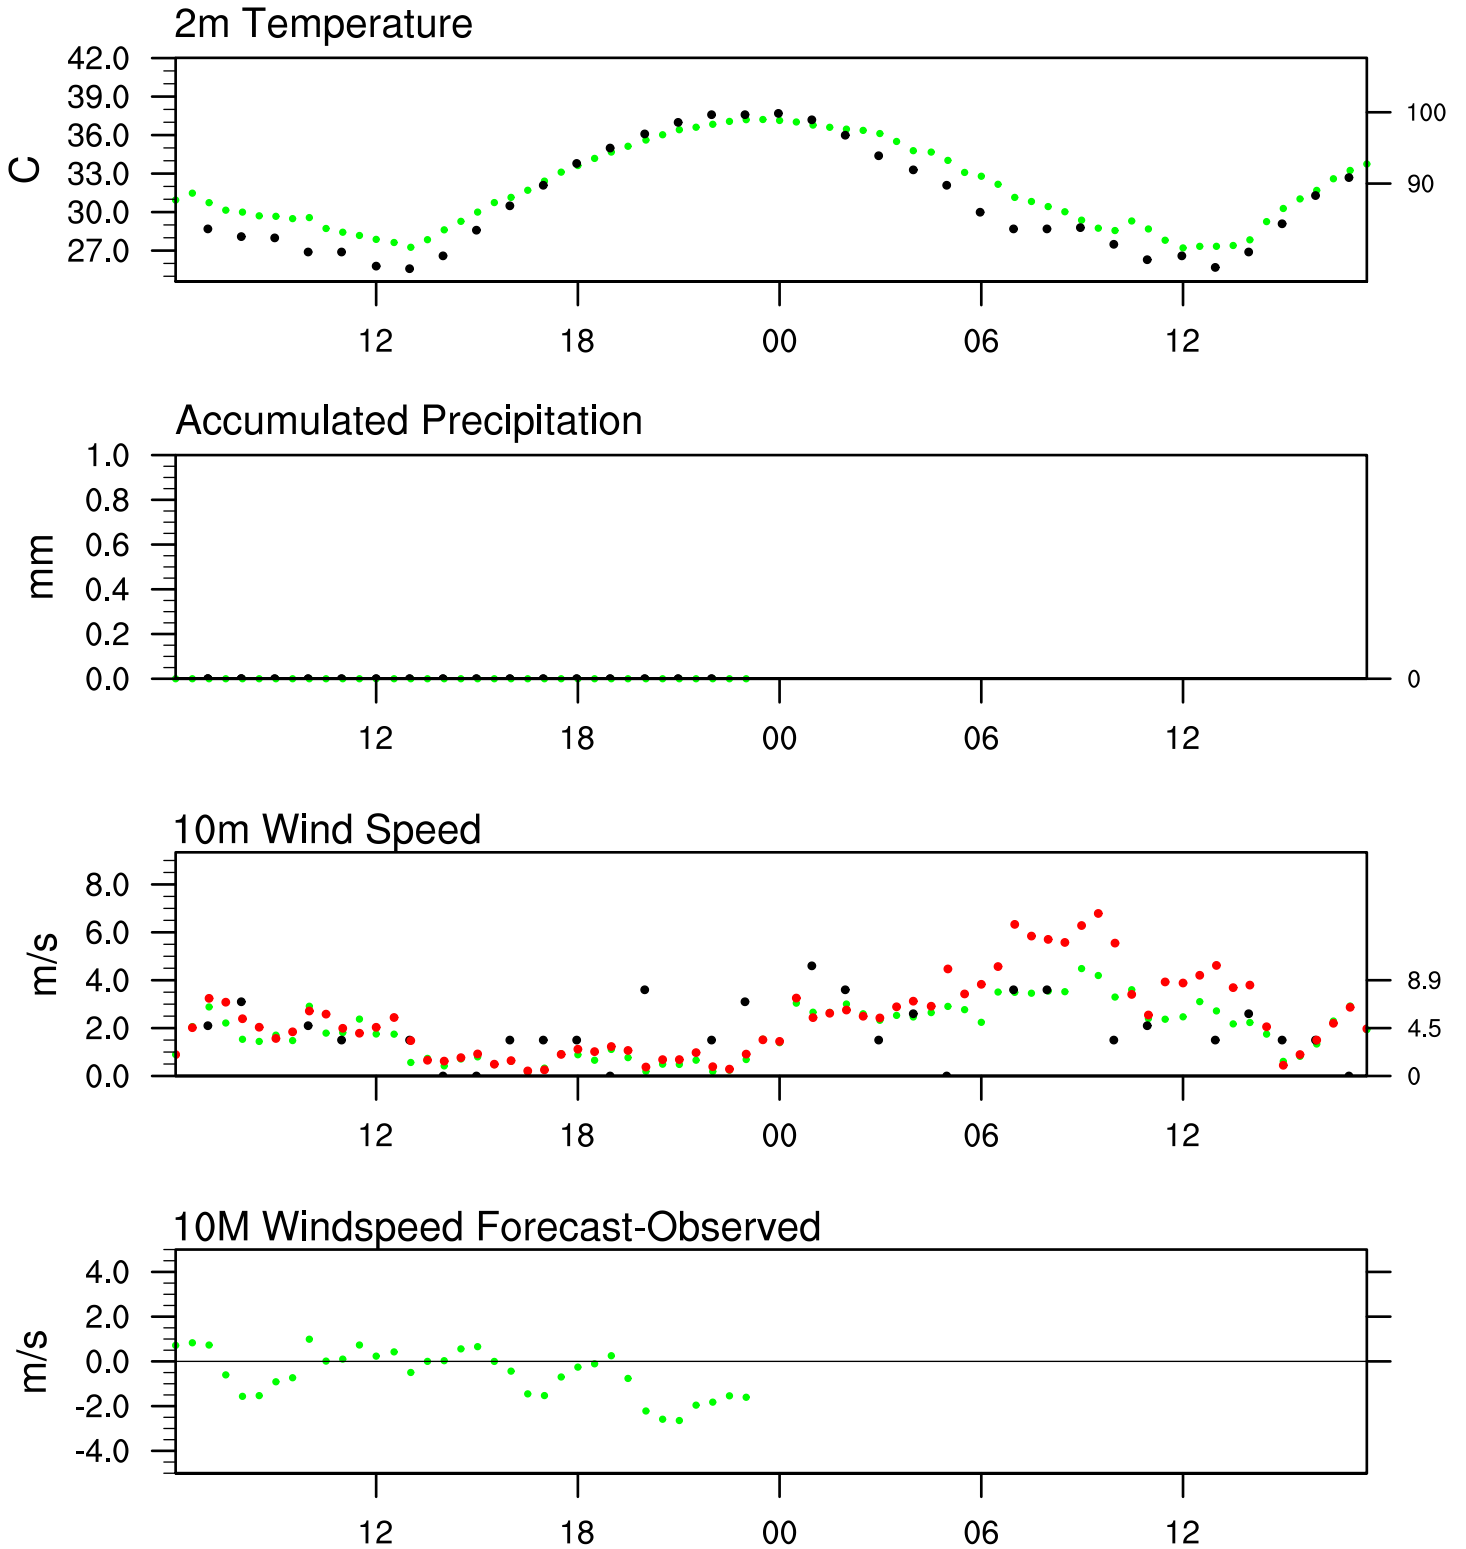 2m Temperature
42.0
39.0
36.0
33.0
30.0
27.0
C
100
90
12 18 00 06 12
Accumulated Precipitation
1.0
0.8
0.6
0.4
0.2
0.0
mm
0
12 18 00 06 12
10m Wind Speed
8.0
6.0
4.0
2.0
0.0
m/s
8.9
4.5
0
12 18 00 06 12
10M Windspeed Forecast-Observed
4.0
2.0
0.0
-2.0
-4.0
m/s
12 18 00 06 12